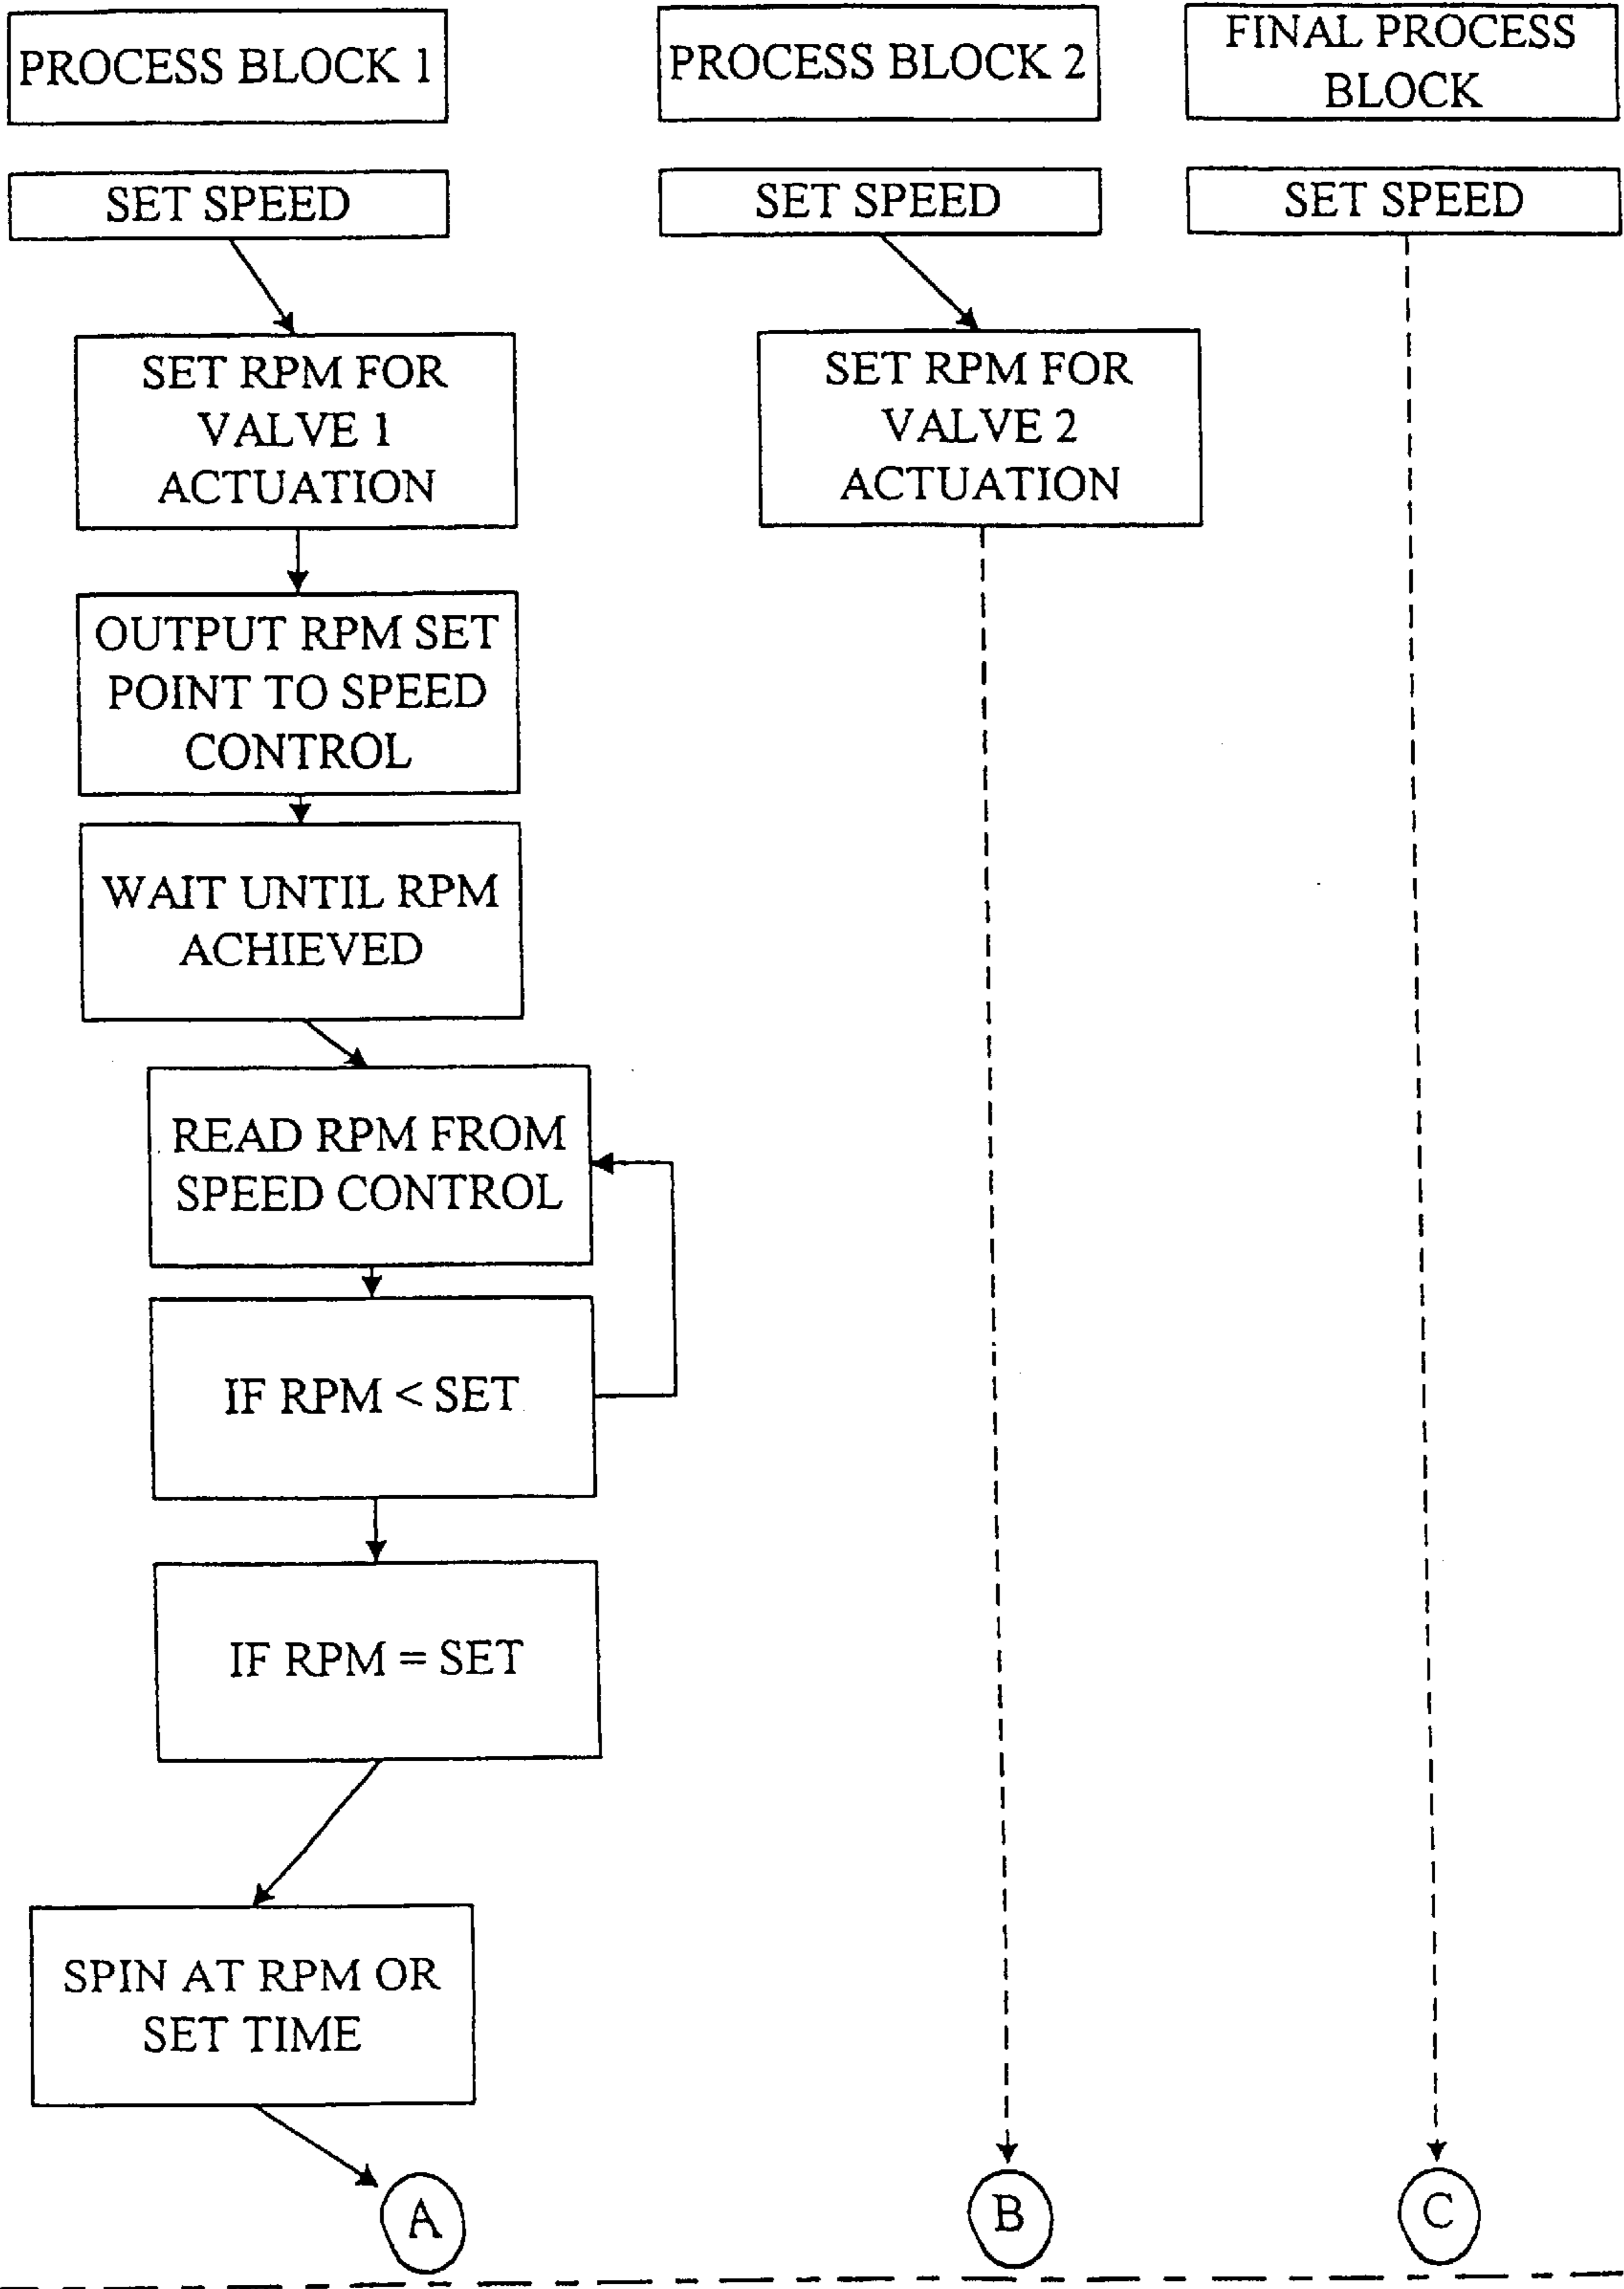 PROCESS BLOCK 1
SET SPEED
SET RPM FOR
VALVE 1
ACTUATION
OUTPUT RPM SET
POINT TO SPEED
CONTROL
WAIT UNTIL RPM
ACHIEVED
READ RPM FROM
SPEED CONTROL
IF RPM < SET
IF RPM = SET
SPIN AT RPM OR
SET TIME
A
PROCESS BLOCK 2
SET SPEED
SET RPM FOR
VALVE 2
ACTUATION
B
FINAL PROCESS
BLOCK
SET SPEED
C